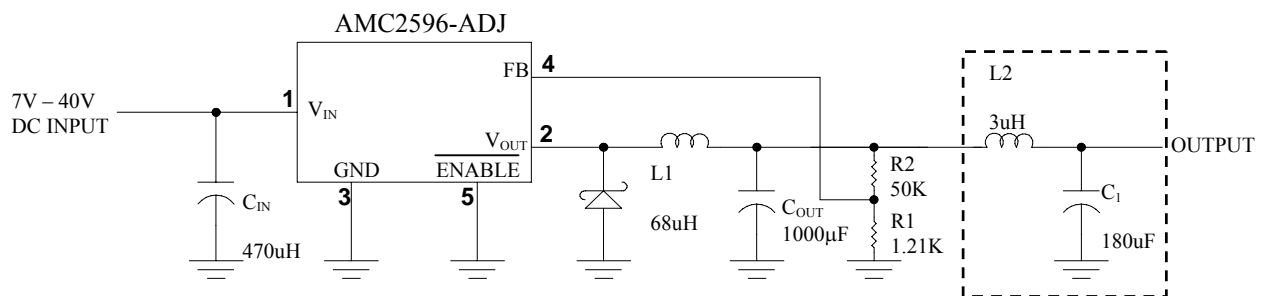 AMC2596-ADJ
7V – 40V
DC INPUT
1
VIN
FB
4
VOUT
2
GND
3
ENABLE
5
CIN
470uH
L1
68uH
COUT
1000μF
R2
50K
R1
1.21K
L2
3uH
C1
180uF
OUTPUT